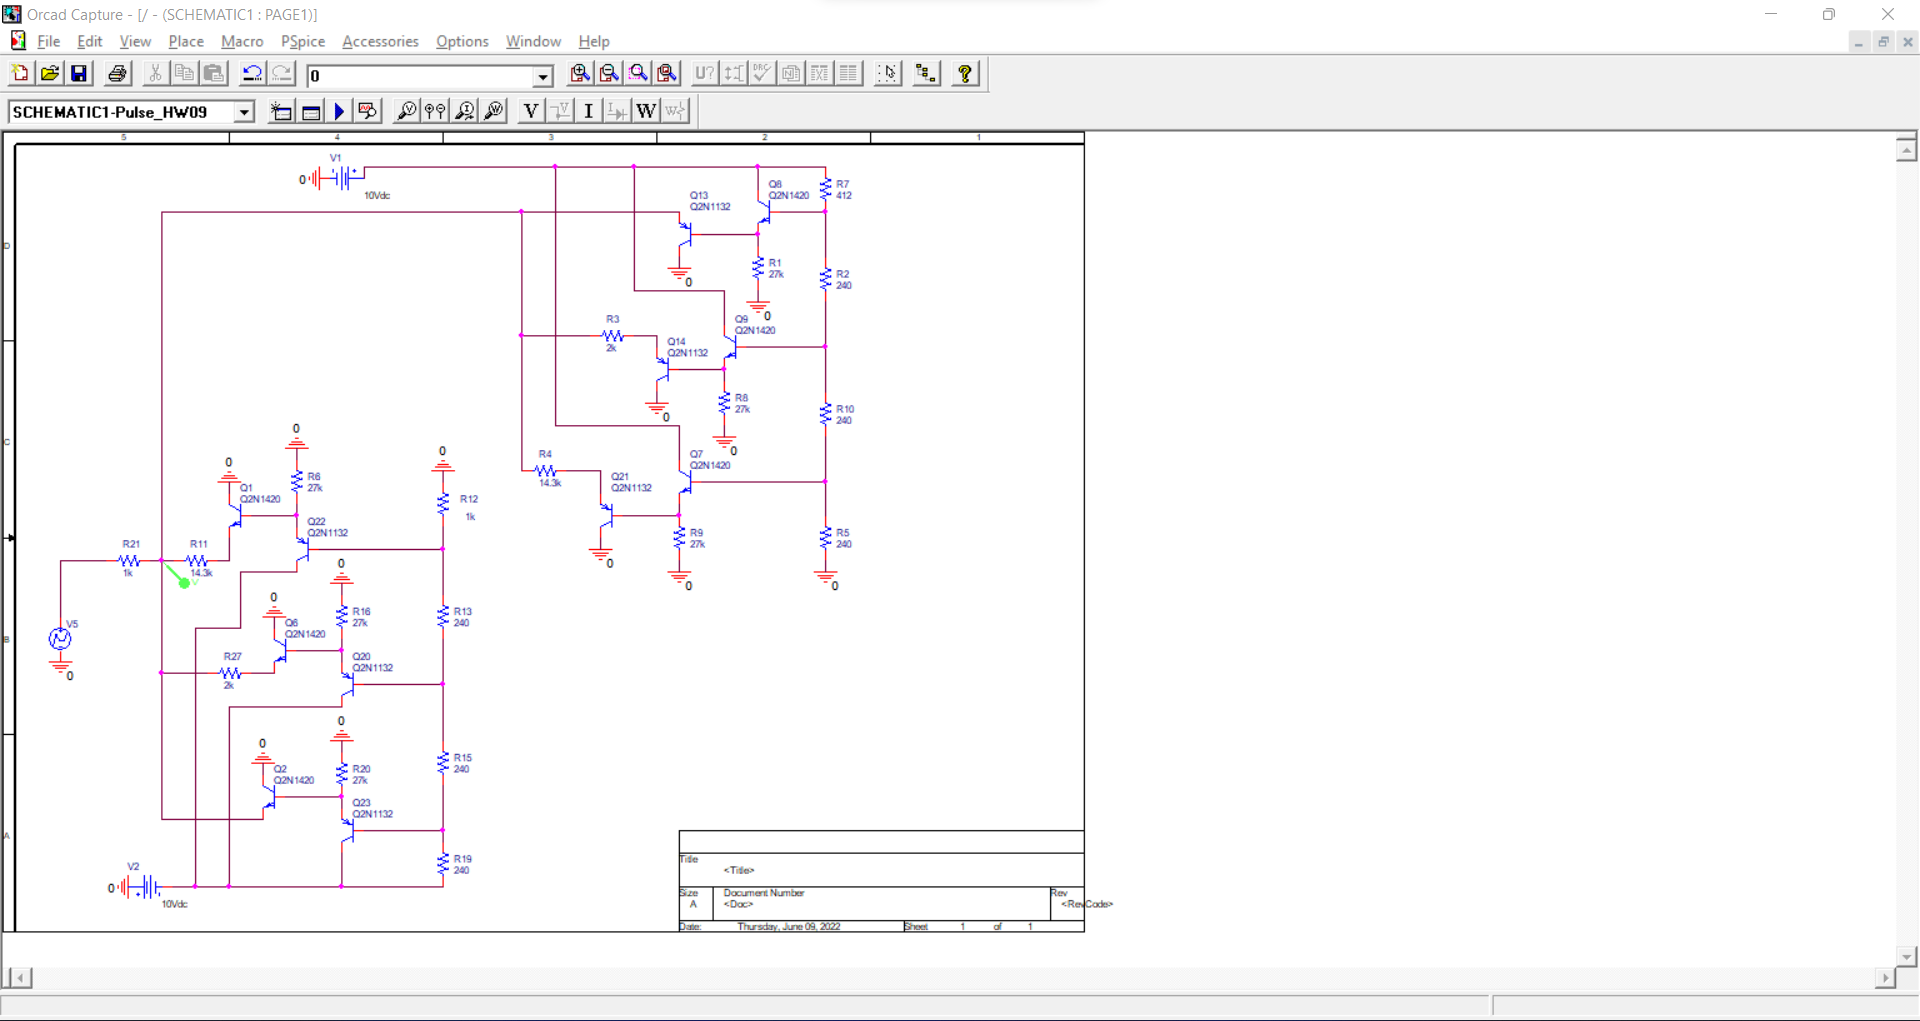 Orcad Capture - [/ - (SCHEMATIC1 : PAGE1)]
File Edit View Place Macro PSpice Accessories Options Window Help
0
U?
DRC
SCHEMATIC1-Pulse_HW09
V I W
5 4 3 2 1
V1
0
10Vdc
Q13
Q2N1132
Q8
Q2N1420
R7
412
D
0
R1
27k
0
R2
240
R3
2k
Q14
Q2N1132
Q9
Q2N1420
0
R8
27k
0
R10
240
C
R4
14.3k
Q21
Q2N1132
Q7
Q2N1420
0
R9
27k
0
R5
240
0
0
0
0
Q1
Q2N1420
R6
27k
R12
1k
Q22
Q2N1132
R21
1k
R11
14.3k
0
V5
0
B
0
Q6
Q2N1420
R16
27k
R13
240
R27
2k
Q20
Q2N1132
0
0
Q2
Q2N1420
R20
27k
R15
240
Q23
Q2N1132
A
V2
0
10Vdc
R19
240
Title
<Title>
Size
A
Document Number
<Doc>
Rev
<RevCode>
Date: Thursday, June 09, 2022 Sheet 1 of 1